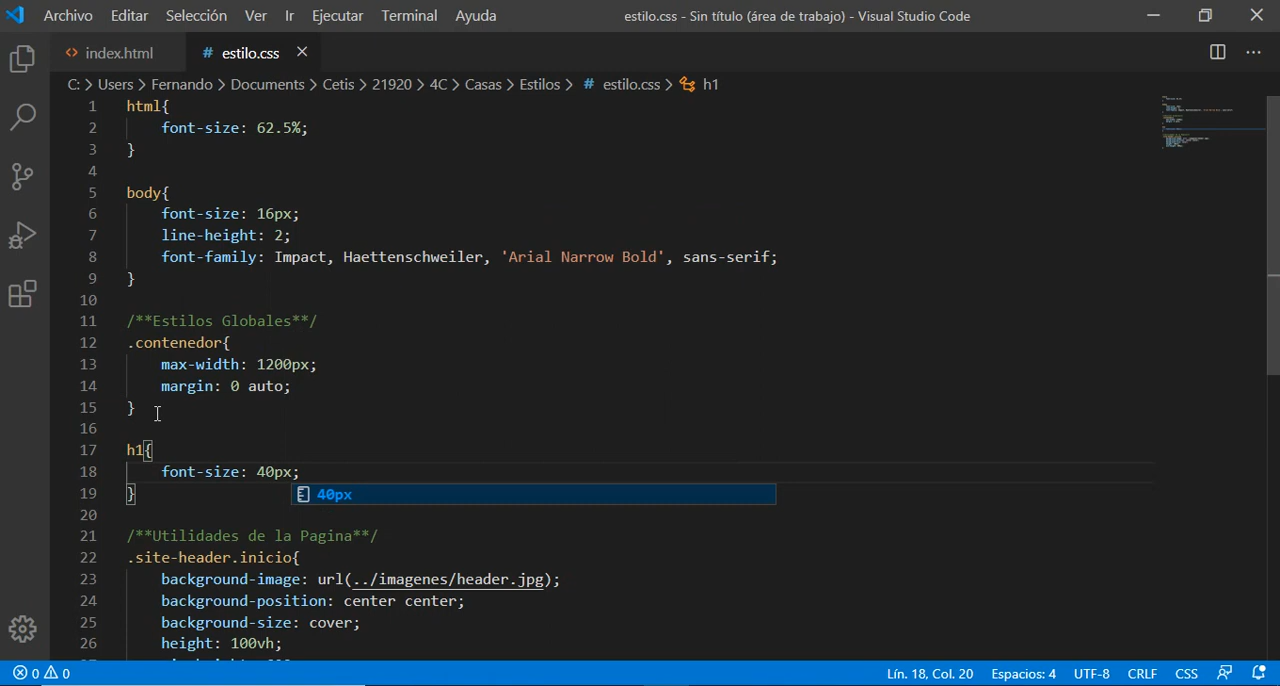 Archivo Editar Selección Ver Ir Ejecutar Terminal Ayuda estilo.css - Sin título (área de trabajo) - Visual Studio Code
index.html # estilo.css
C: > Users > Fernando > Documents > Cetis > 21920 > 4C > Casas > Estilos > # estilo.css > h1
1 html{
2 font-size: 62.5%;
3 }
4
5 body{
6 font-size: 16px;
7 line-height: 2;
8 font-family: Impact, Haettenschweiler, 'Arial Narrow Bold', sans-serif;
9 }
10
11 /**Estilos Globales**/
12 .contenedor{
13 max-width: 1200px;
14 margin: 0 auto;
15 }
16
17 h1{
18 font-size: 40px;
19 }
40px
20
21 /**Utilidades de la Pagina**/
22 .site-header.inicio{
23 background-image: url(../imagenes/header.jpg);
24 background-position: center center;
25 background-size: cover;
26 height: 100vh;
0 0 Lín. 18, Col. 20 Espacios: 4 UTF-8 CRLF CSS